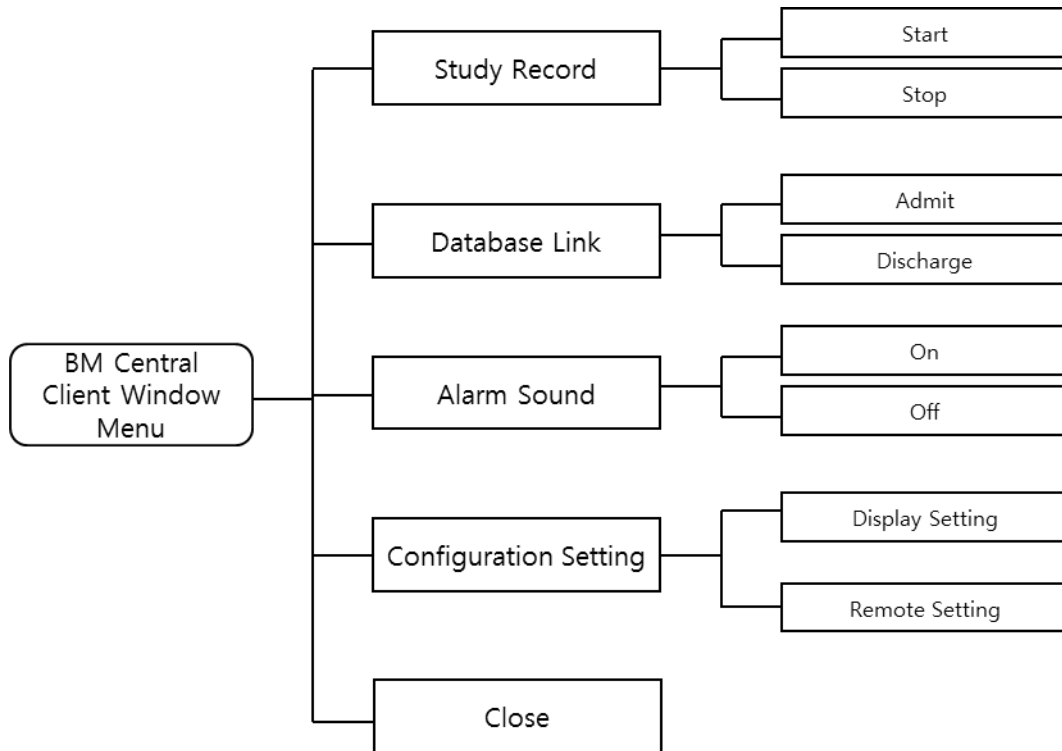 Study Record
Start
Stop
Database Link
Admit
Discharge
BM Central
Client Window
Menu
Alarm Sound
On
Off
Configuration Setting
Display Setting
Remote Setting
Close